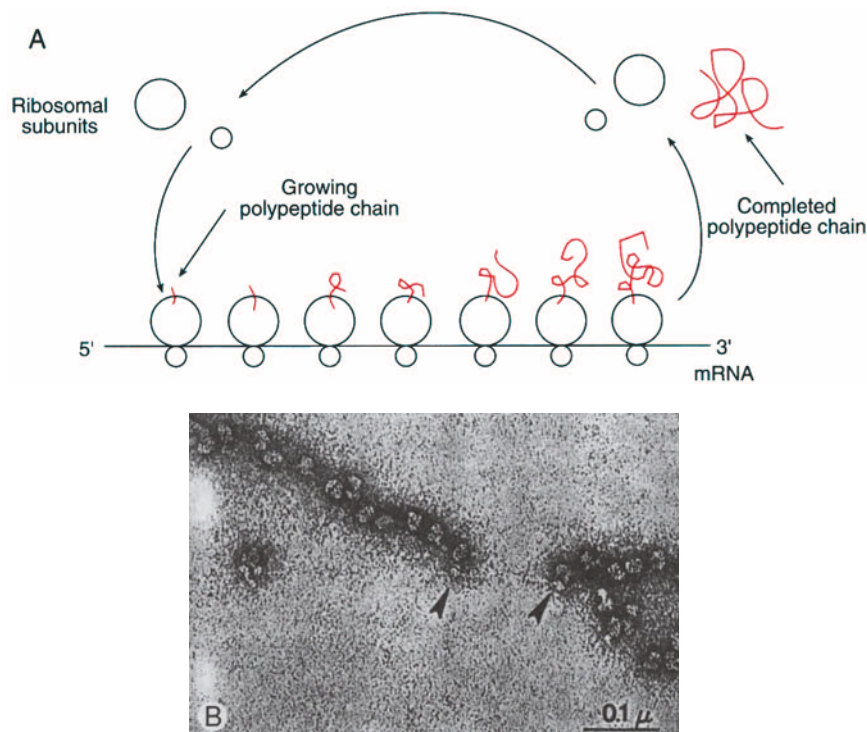 A
Ribosomal
subunits
Growing
polypeptide chain
Completed
polypeptide chain
5'
3'
mRNA
B
0.1 μ